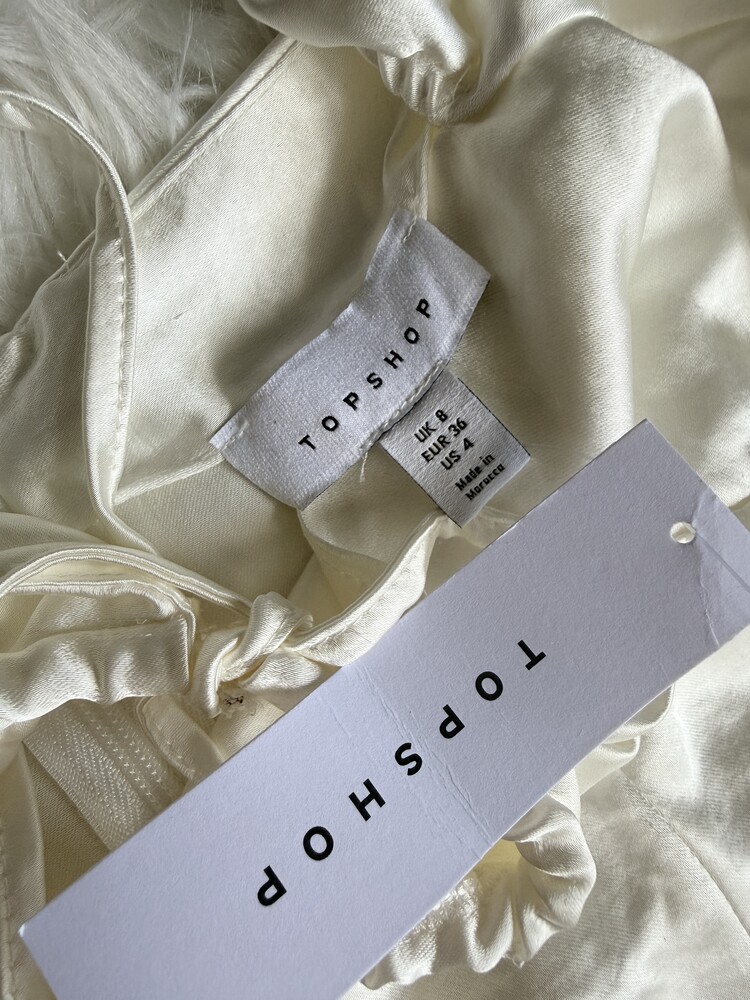 TOPSHOP
UK 8
EUR 36
US 4
Made in
Morocco
TOPSHOP